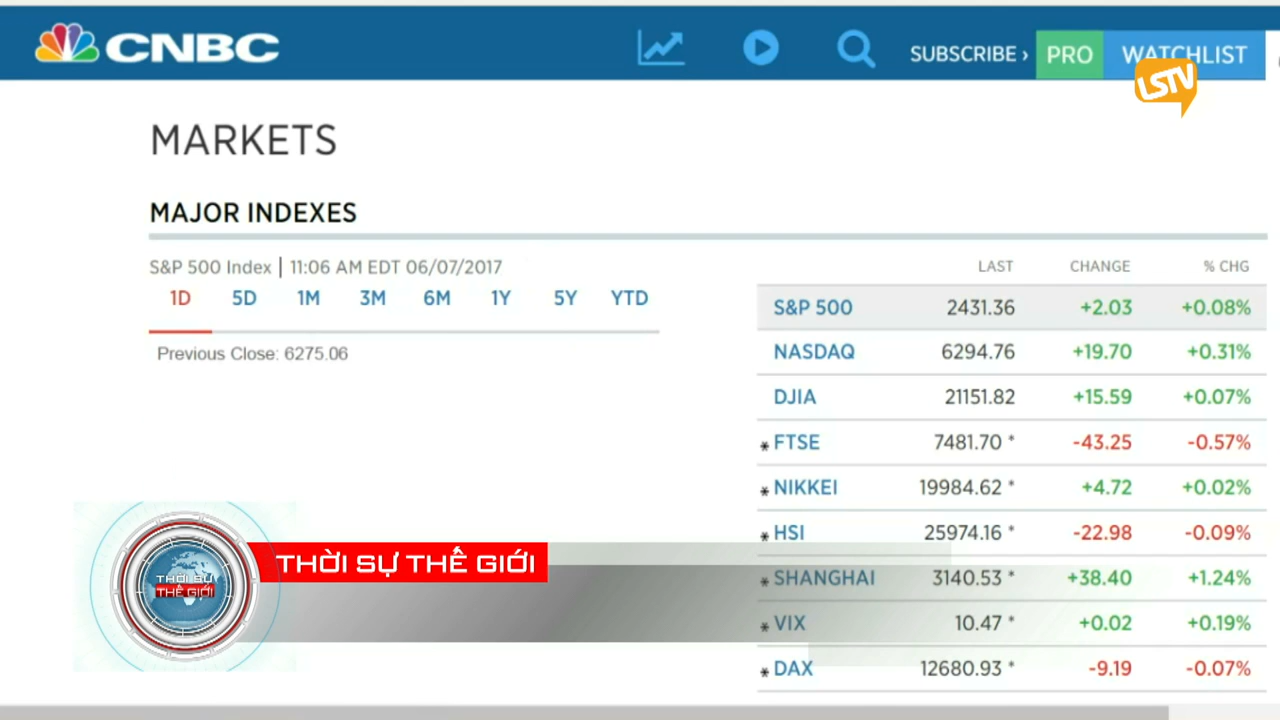 CNBC
SUBSCRIBE ›
PRO
WATCHLIST
LSTV
MARKETS
MAJOR INDEXES
S&P 500 Index | 11:06 AM EDT 06/07/2017
1D 5D 1M 3M 6M 1Y 5Y YTD
Previous Close: 6275.06
LAST CHANGE % CHG
S&P 500 2431.36 +2.03 +0.08%
NASDAQ 6294.76 +19.70 +0.31%
DJIA 21151.82 +15.59 +0.07%
* FTSE 7481.70 * -43.25 -0.57%
* NIKKEI 19984.62 * +4.72 +0.02%
* HSI 25974.16 * -22.98 -0.09%
* SHANGHAI 3140.53 * +38.40 +1.24%
* VIX 10.47 * +0.02 +0.19%
* DAX 12680.93 * -9.19 -0.07%
THỜI SỰ THẾ GIỚI
THỜI SỰ
THẾ GIỚI